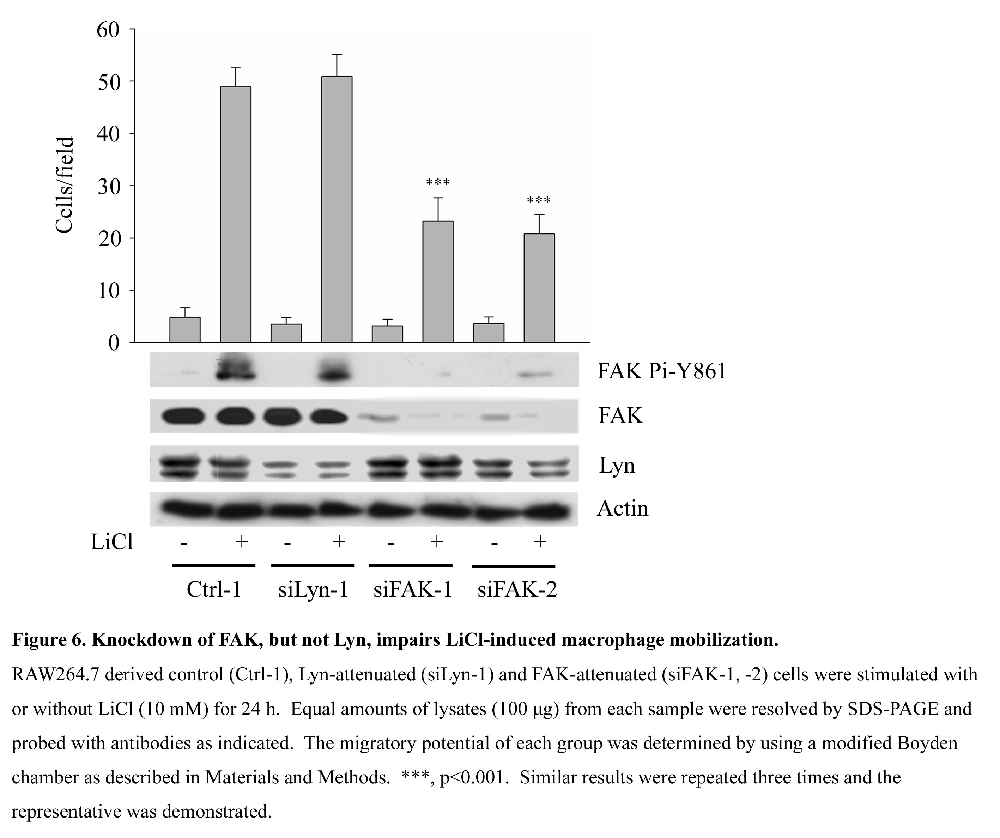 60
50
40
30
20
10
0
Cells/field
***
***
FAK Pi-Y861
FAK
Lyn
Actin
LiCl - + - + - + - +
Ctrl-1 siLyn-1 siFAK-1 siFAK-2
Figure 6. Knockdown of FAK, but not Lyn, impairs LiCl-induced macrophage mobilization.
RAW264.7 derived control (Ctrl-1), Lyn-attenuated (siLyn-1) and FAK-attenuated (siFAK-1, -2) cells were stimulated with
or without LiCl (10 mM) for 24 h.  Equal amounts of lysates (100 μg) from each sample were resolved by SDS-PAGE and
probed with antibodies as indicated.  The migratory potential of each group was determined by using a modified Boyden
chamber as described in Materials and Methods.  ***, p<0.001.  Similar results were repeated three times and the
representative was demonstrated.